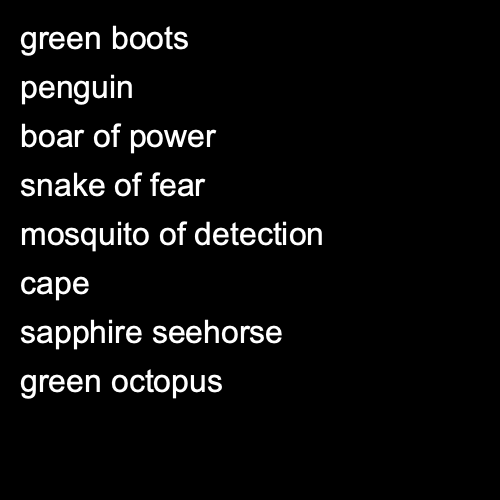 green boots
penguin
boar of power
snake of fear
mosquito of detection
cape
sapphire seehorse
green octopus